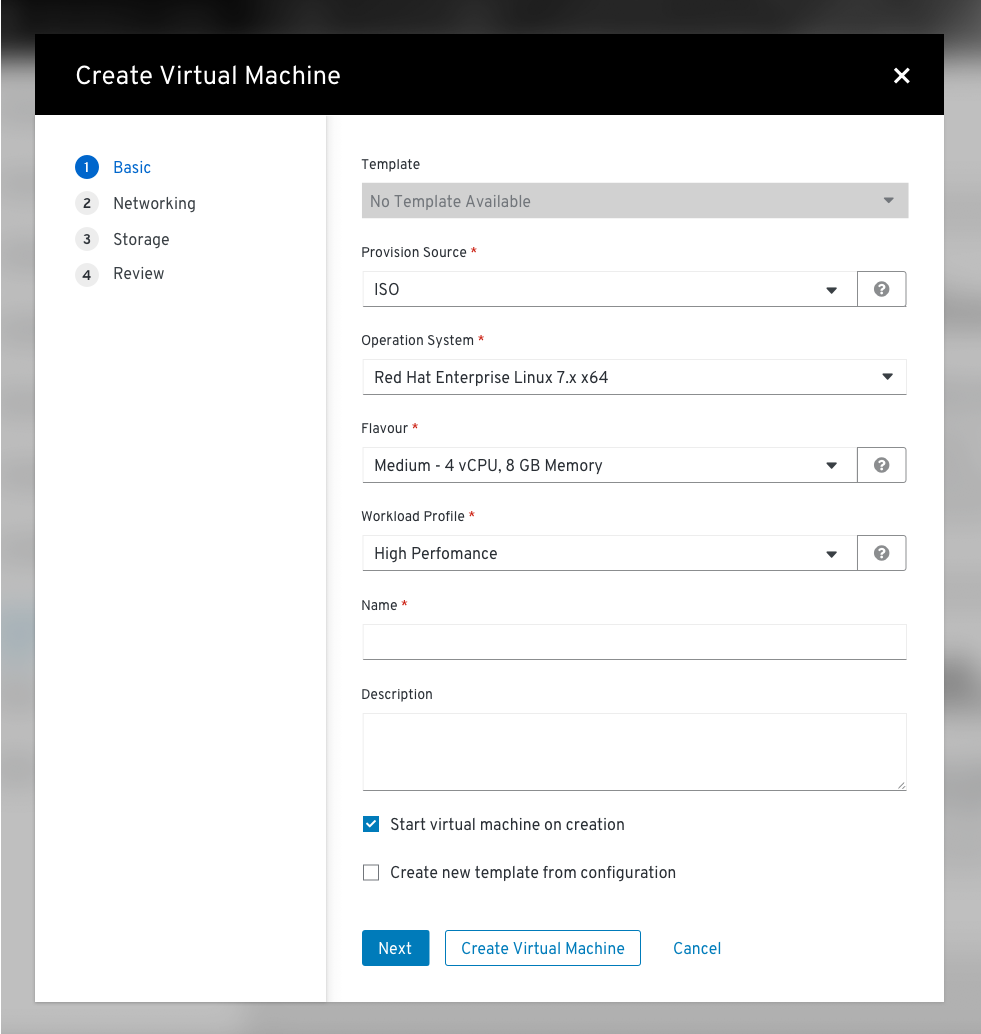 Create Virtual Machine
1 Basic
2 Networking
3 Storage
4 Review
Template
No Template Available
Provision Source *
ISO
?
Operation System *
Red Hat Enterprise Linux 7.x x64
Flavour *
Medium - 4 vCPU, 8 GB Memory
?
Workload Profile *
High Perfomance
?
Name *
Description
Start virtual machine on creation
Create new template from configuration
Next Create Virtual Machine Cancel